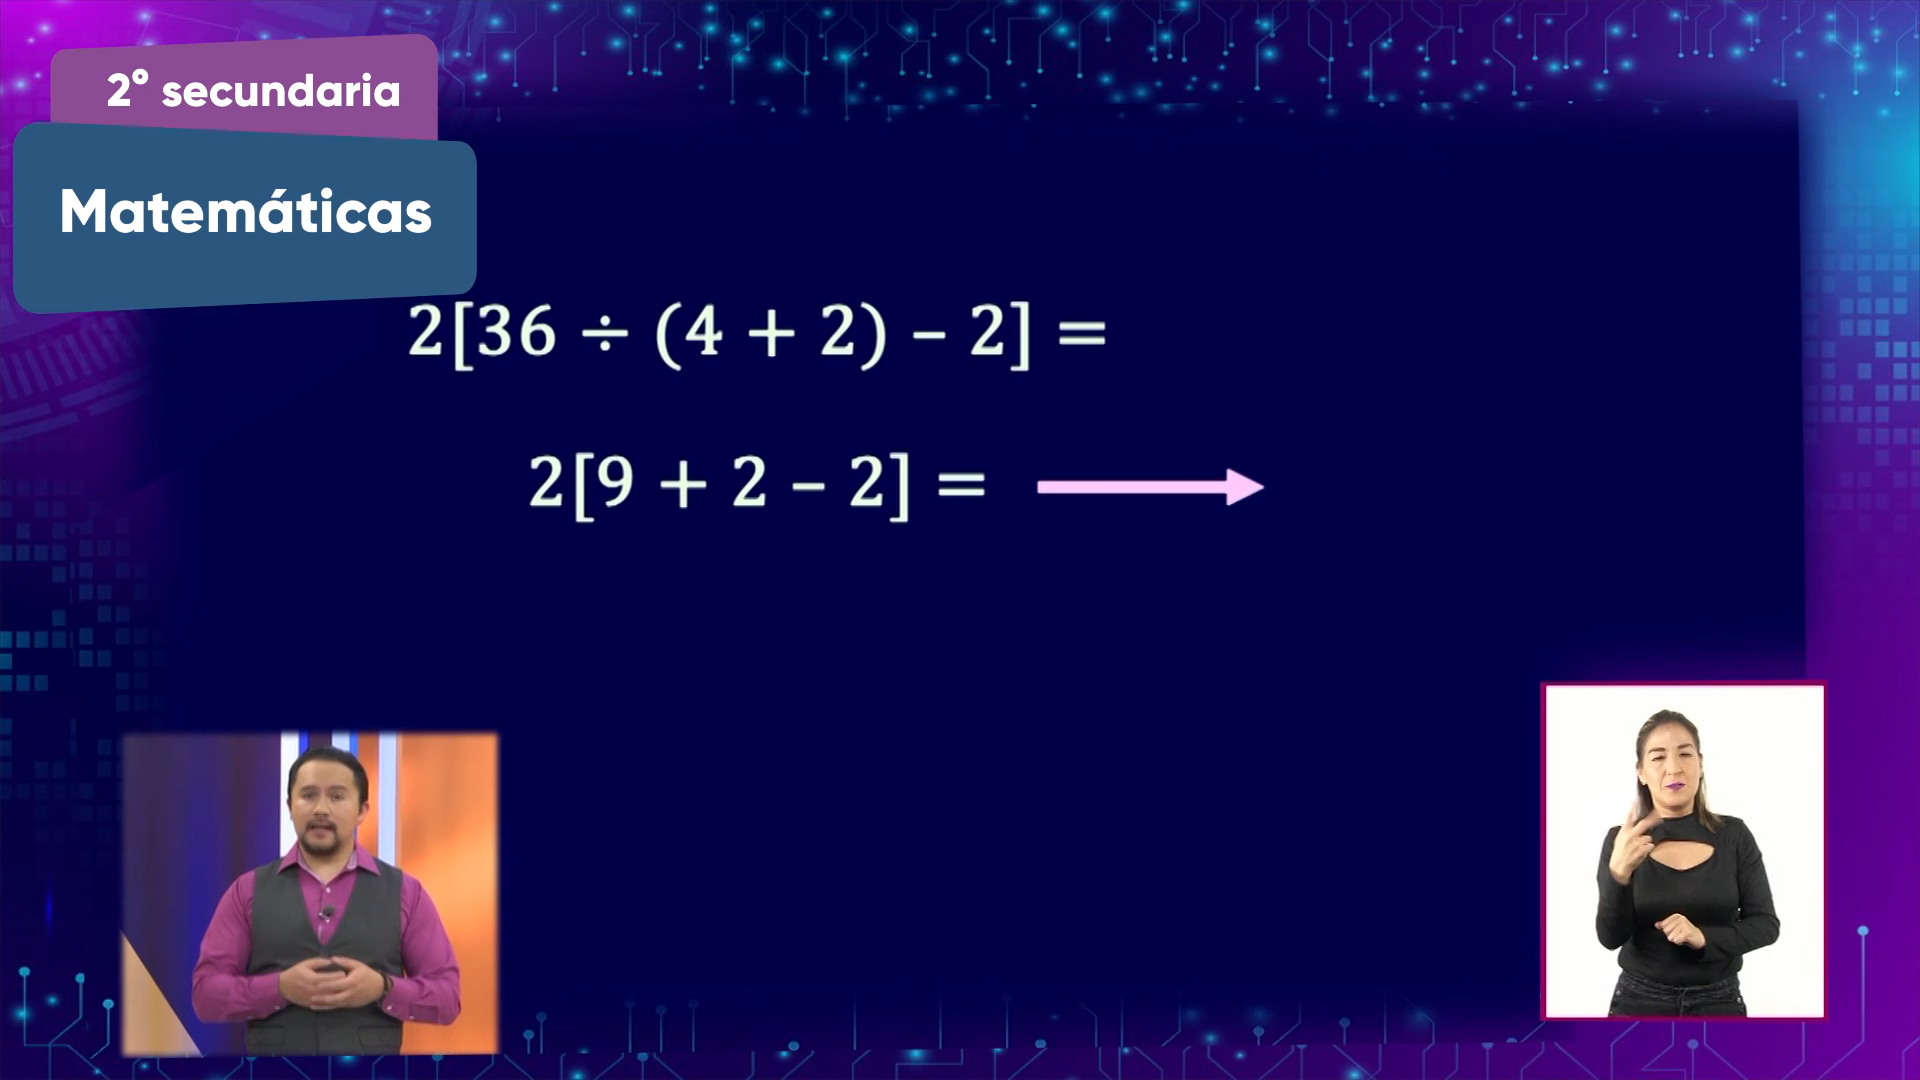 2° secundaria
Matemáticas
2[36 ÷ (4 + 2) – 2] =
2[9 + 2 – 2] =